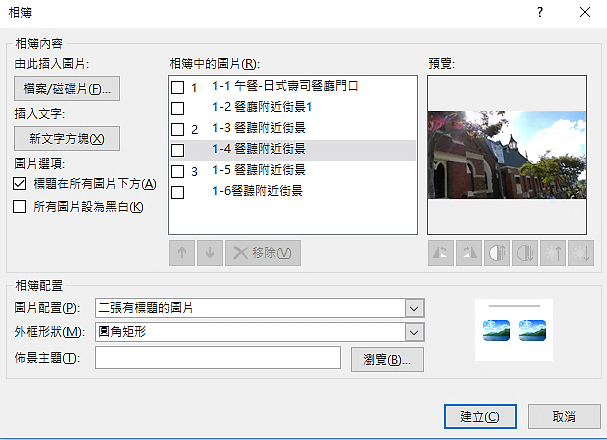 相簿
?
相簿內容
由此插入圖片:
檔案/磁碟片(F)...
插入文字:
新文字方塊(X)
圖片選項:
標題在所有圖片下方(A)
所有圖片設為黑白(K)
相簿中的圖片(R):
1 1-1 午餐-日式壽司餐廳門口
1-2 餐廳附近街景1
2 1-3 餐聽附近街景
1-4 餐聽附近街景
3 1-5 餐聽附近街景
1-6餐聽附近街景
移除(V)
預覽:
相簿配置
圖片配置(P): 二張有標題的圖片
外框形狀(M): 圓角矩形
佈景主題(T):
瀏覽(B)...
建立(C)
取消